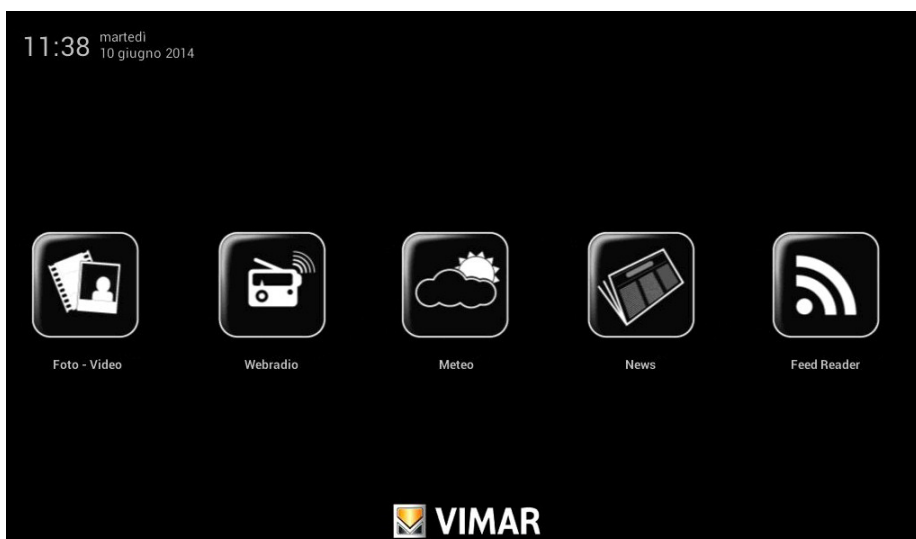 11:38 martedì
10 giugno 2014
Foto - Video
Webradio
Meteo
News
Feed Reader
VIMAR